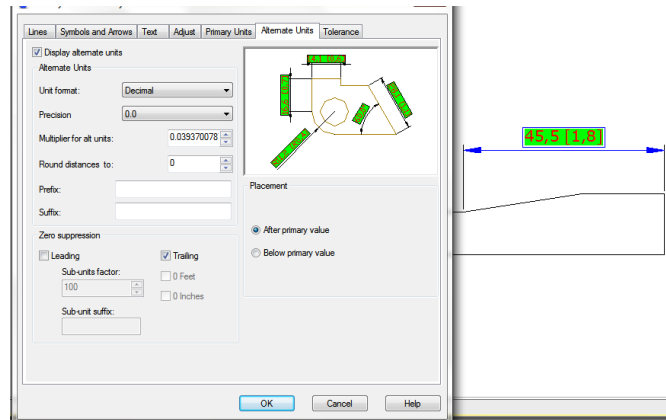 Lines Symbols and Arrows Text Adjust Primary Units Alternate Units Tolerance
Display alternate units
Alternate Units
Unit format: Decimal
Precision 0.0
Multiplier for alt units: 0.039370078
Round distances to: 0
Prefix:
Suffix:
Zero suppression
Leading Trailing
Sub-units factor: 0 Feet
100 0 Inches
Sub-unit suffix:
Placement
After primary value
Below primary value
OK Cancel Help
45,5 [1,8]